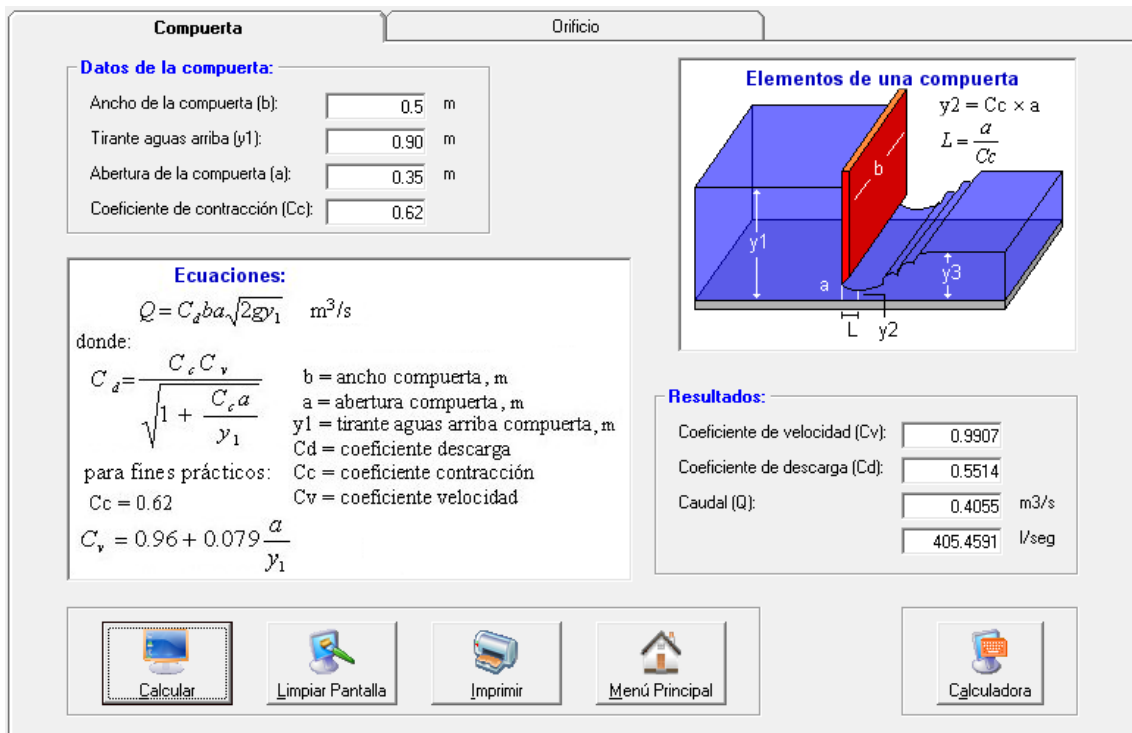 Compuerta
Orificio
Datos de la compuerta:
Ancho de la compuerta (b): 0.5 m
Tirante aguas arriba (y1): 0.90 m
Abertura de la compuerta (a): 0.35 m
Coeficiente de contracción (Cc): 0.62
Elementos de una compuerta
y2 = Cc × a
L = a/Cc
b
y1
a
y3
L
y2
Ecuaciones:
Q = C_d ba√(2gy₁) m³/s
donde:
C_d = C_c C_v / √(1 + C_c a / y₁)
b = ancho compuerta, m
a = abertura compuerta, m
y1 = tirante aguas arriba compuerta, m
Cd = coeficiente descarga
Cc = coeficiente contracción
Cv = coeficiente velocidad
para fines prácticos:
Cc = 0.62
C_v = 0.96 + 0.079 a/y₁
Resultados:
Coeficiente de velocidad (Cv): 0.9907
Coeficiente de descarga (Cd): 0.5514
Caudal (Q): 0.4055 m3/s
405.4591 l/seg
Calcular
Limpiar Pantalla
Imprimir
Menú Principal
Calculadora